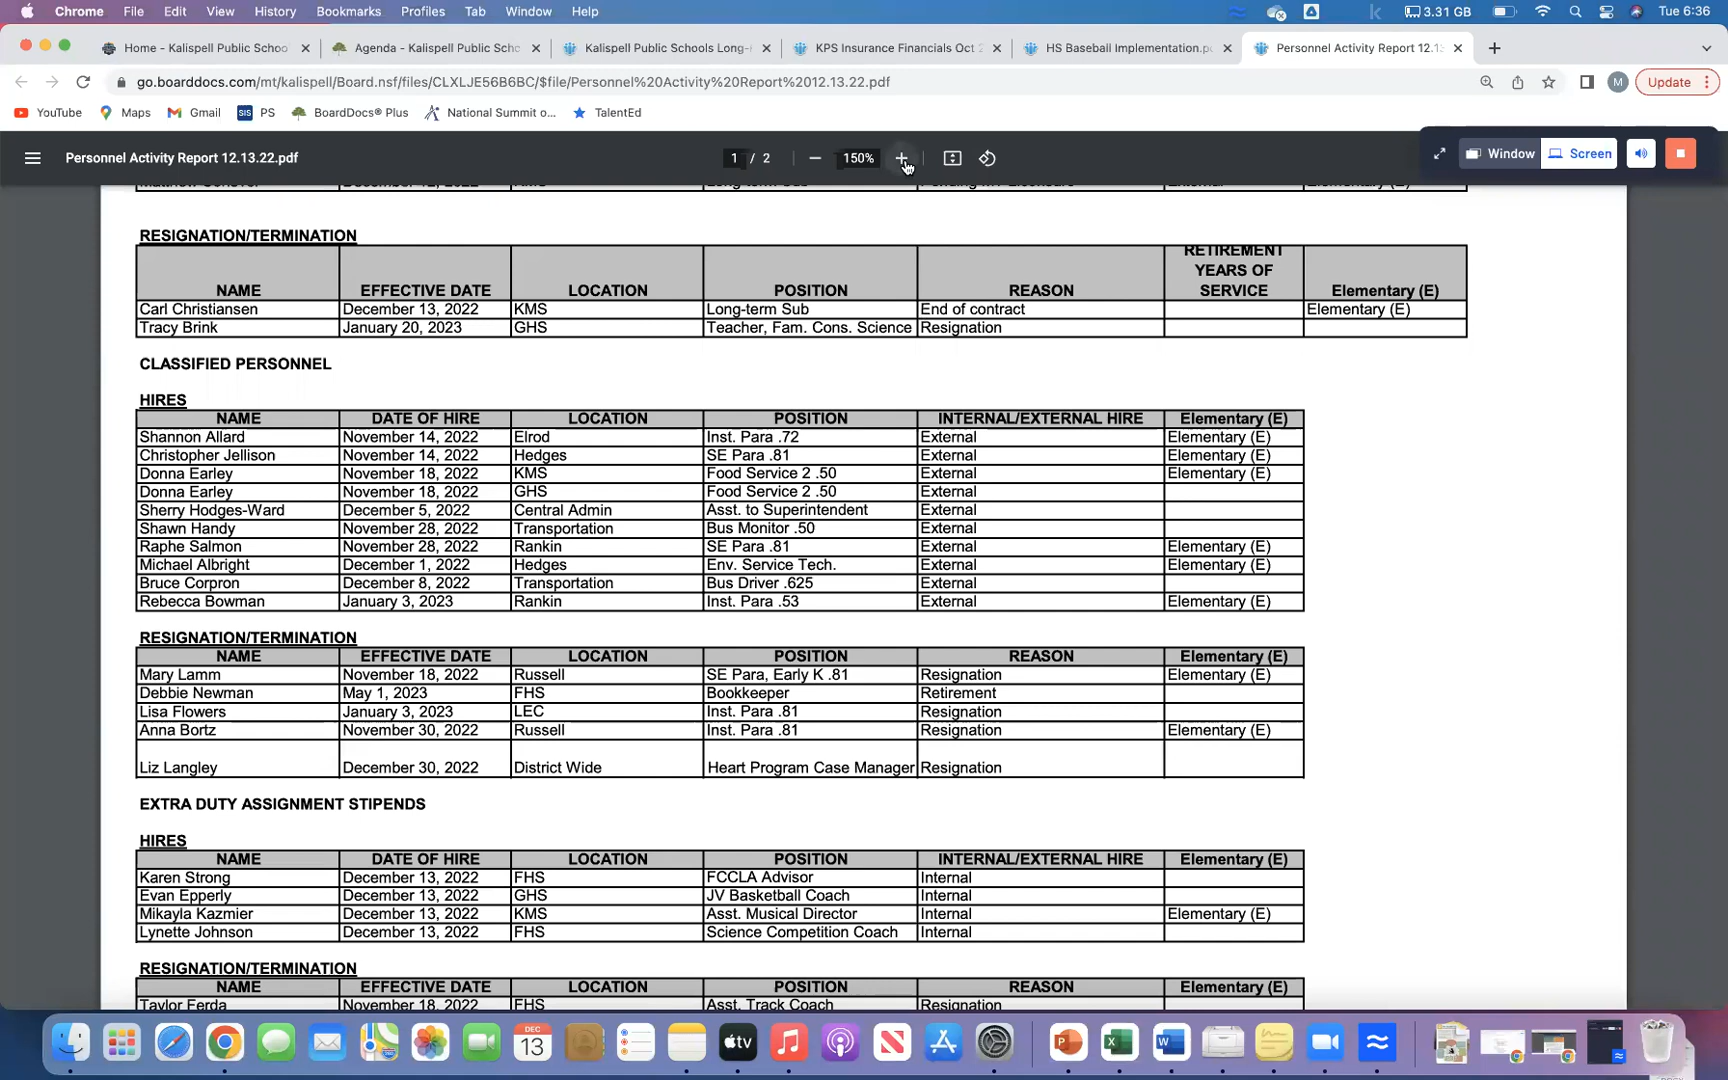 Chrome File Edit View History Bookmarks Profiles Tab Window Help 3.31 GB Tue 6:36
Home - Kalispell Public Schoo Agenda - Kalispell Public Scho Kalispell Public Schools Long- KPS Insurance Financials Oct 2 HS Baseball Implementation.p Personnel Activity Report 12.13
go.boarddocs.com/mt/kalispell/Board.nsf/files/CLXLJE56B6BC/$file/Personnel%20Activity%20Report%2012.13.22.pdf M Update
YouTube Maps Gmail SIS PS BoardDocs® Plus National Summit o... TalentEd
Personnel Activity Report 12.13.22.pdf 1 / 2 150% Window Screen
RESIGNATION/TERMINATION
NAME EFFECTIVE DATE LOCATION POSITION REASON RETIREMENT YEARS OF SERVICE Elementary (E)
Carl Christiansen December 13, 2022 KMS Long-term Sub End of contract Elementary (E)
Tracy Brink January 20, 2023 GHS Teacher, Fam. Cons. Science Resignation
CLASSIFIED PERSONNEL
HIRES
NAME DATE OF HIRE LOCATION POSITION INTERNAL/EXTERNAL HIRE Elementary (E)
Shannon Allard November 14, 2022 Elrod Inst. Para .72 External Elementary (E)
Christopher Jellison November 14, 2022 Hedges SE Para .81 External Elementary (E)
Donna Earley November 18, 2022 KMS Food Service 2 .50 External Elementary (E)
Donna Earley November 18, 2022 GHS Food Service 2 .50 External
Sherry Hodges-Ward December 5, 2022 Central Admin Asst. to Superintendent External
Shawn Handy November 28, 2022 Transportation Bus Monitor .50 External
Raphe Salmon November 28, 2022 Rankin SE Para .81 External Elementary (E)
Michael Albright December 1, 2022 Hedges Env. Service Tech. External Elementary (E)
Bruce Corpron December 8, 2022 Transportation Bus Driver .625 External
Rebecca Bowman January 3, 2023 Rankin Inst. Para .53 External Elementary (E)
RESIGNATION/TERMINATION
NAME EFFECTIVE DATE LOCATION POSITION REASON Elementary (E)
Mary Lamm November 18, 2022 Russell SE Para, Early K .81 Resignation Elementary (E)
Debbie Newman May 1, 2023 FHS Bookkeeper Retirement
Lisa Flowers January 3, 2023 LEC Inst. Para .81 Resignation
Anna Bortz November 30, 2022 Russell Inst. Para .81 Resignation Elementary (E)
Liz Langley December 30, 2022 District Wide Heart Program Case Manager Resignation
EXTRA DUTY ASSIGNMENT STIPENDS
HIRES
NAME DATE OF HIRE LOCATION POSITION INTERNAL/EXTERNAL HIRE Elementary (E)
Karen Strong December 13, 2022 FHS FCCLA Advisor Internal
Evan Epperly December 13, 2022 GHS JV Basketball Coach Internal
Mikayla Kazmier December 13, 2022 KMS Asst. Musical Director Internal Elementary (E)
Lynette Johnson December 13, 2022 FHS Science Competition Coach Internal
RESIGNATION/TERMINATION
NAME EFFECTIVE DATE LOCATION POSITION REASON Elementary (E)
Taylor Ferda November 18, 2022 FHS Asst. Track Coach Resignation
DEC
13 tv